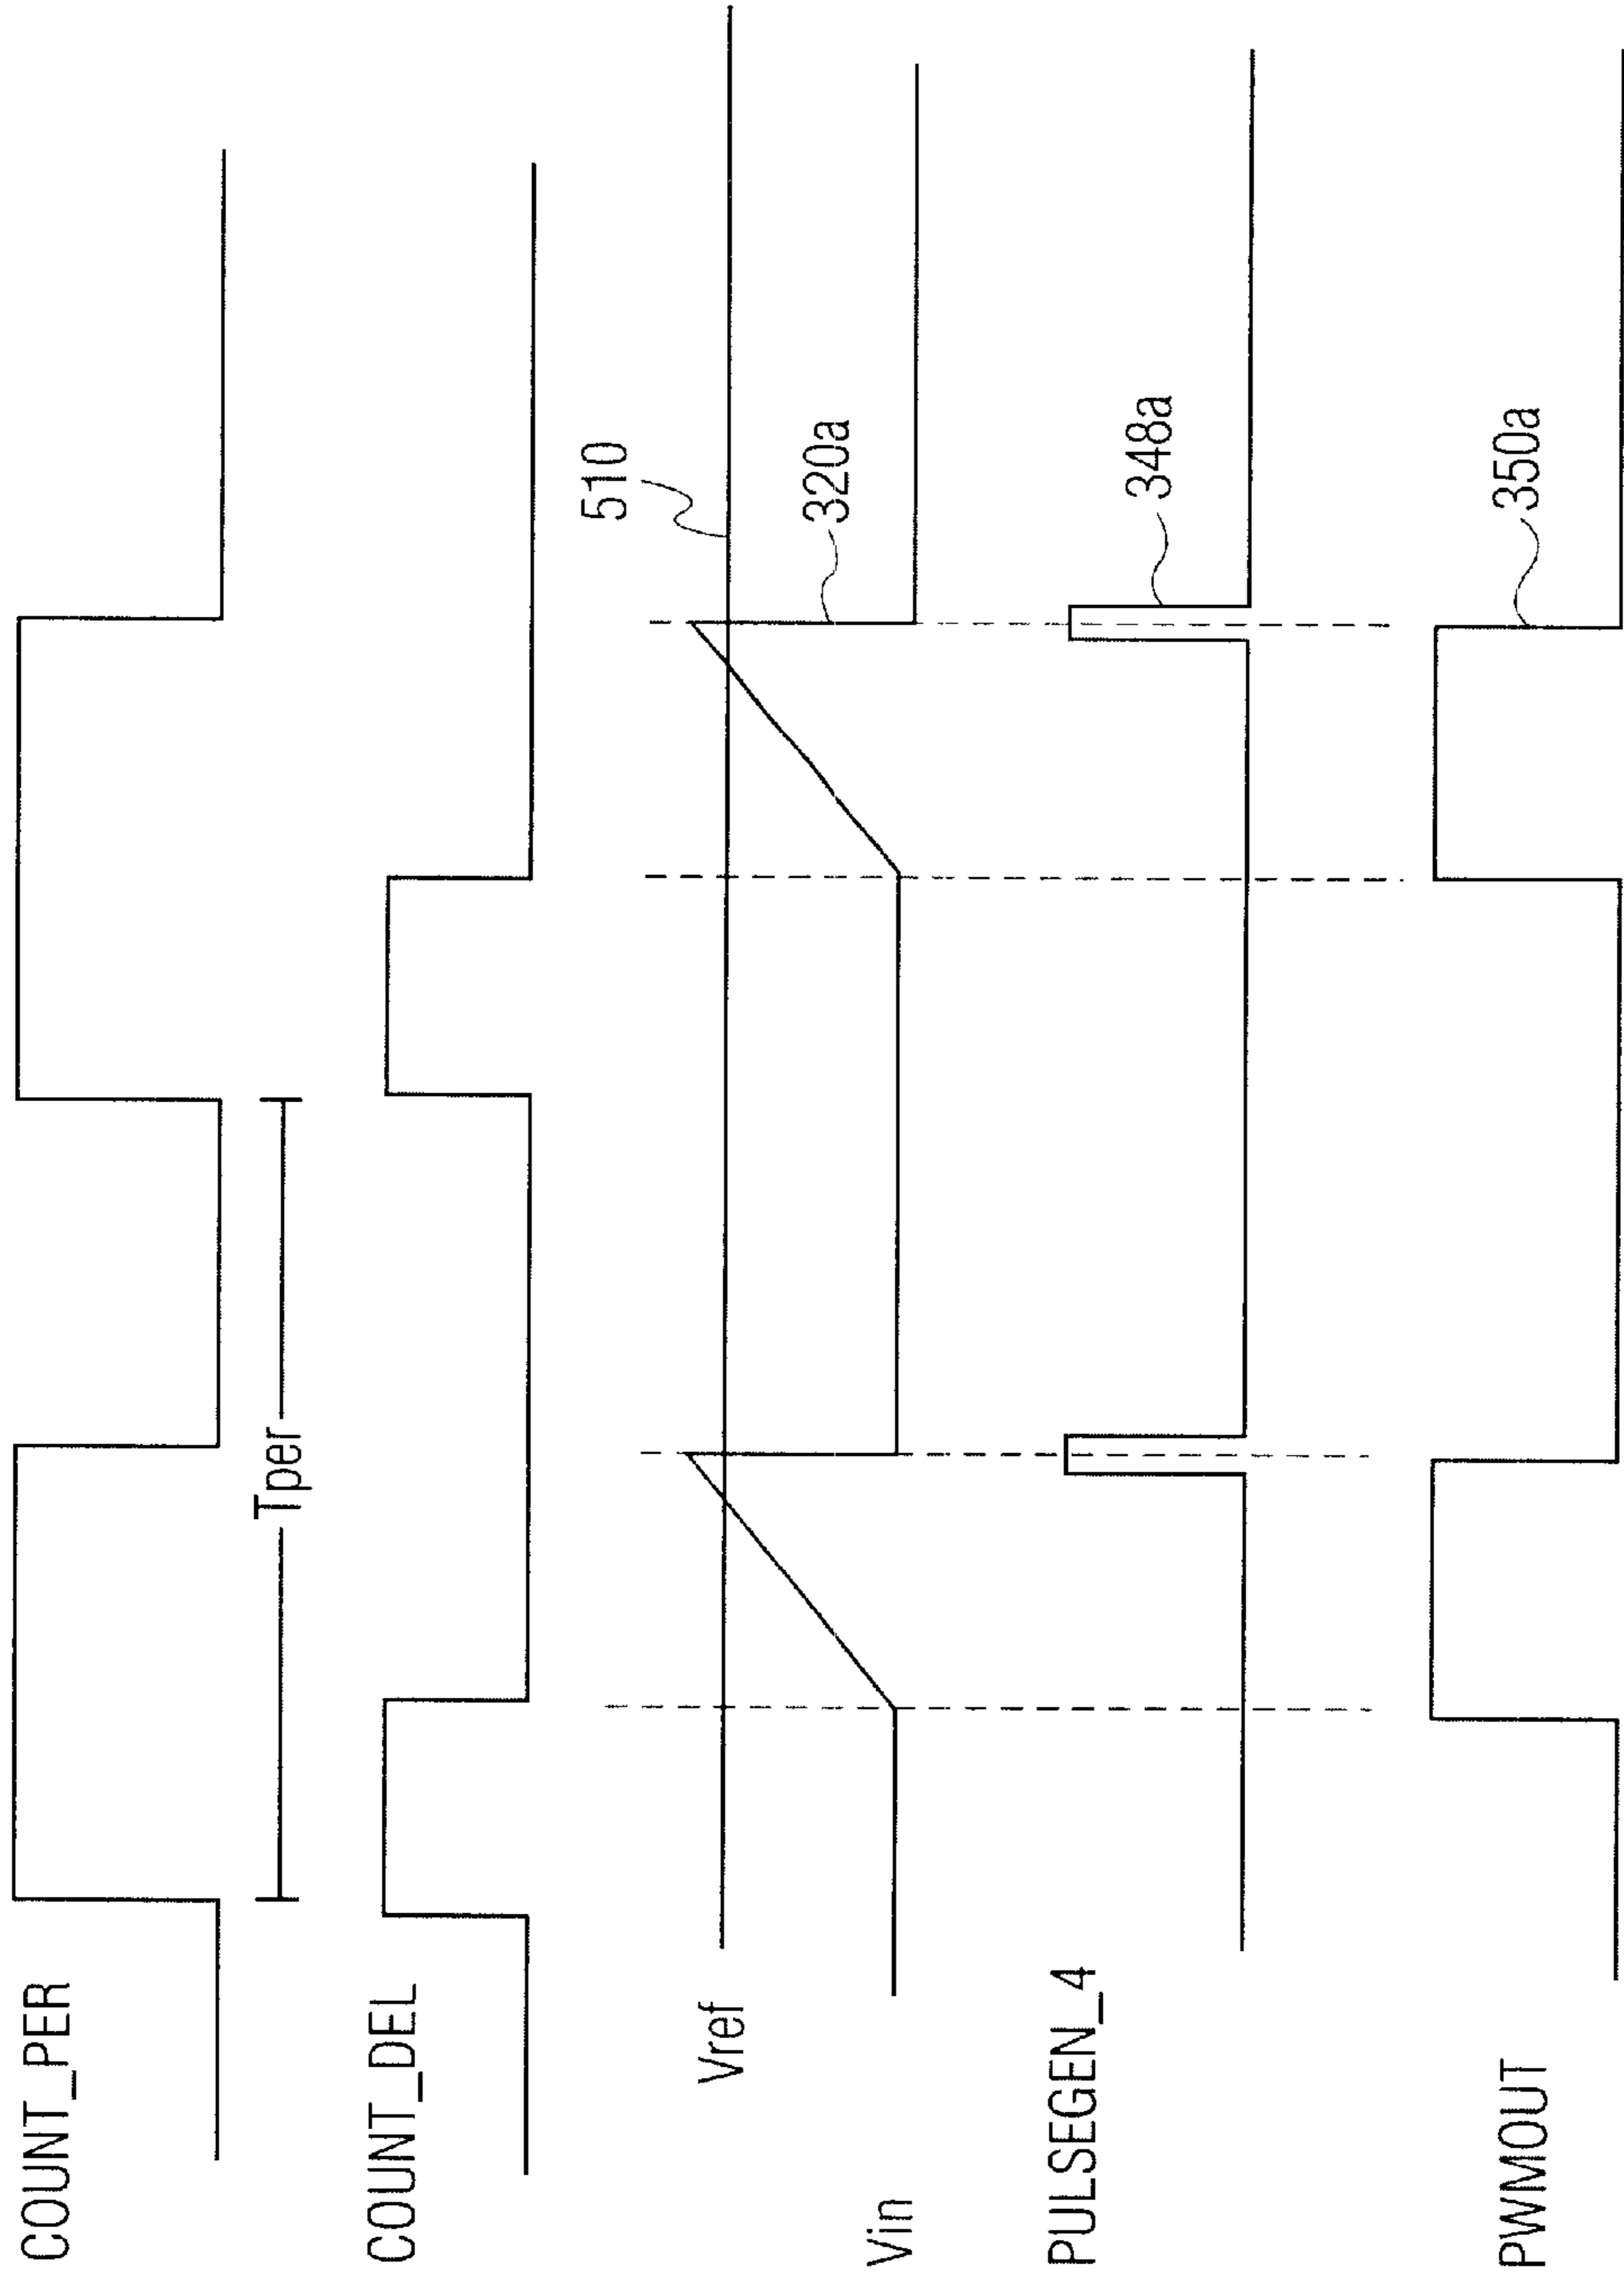 COUNT_PER
Tper
COUNT_DEL
510
Vref
320a
Vin
348a
PULSEGEN_4
350a
PWMOUT